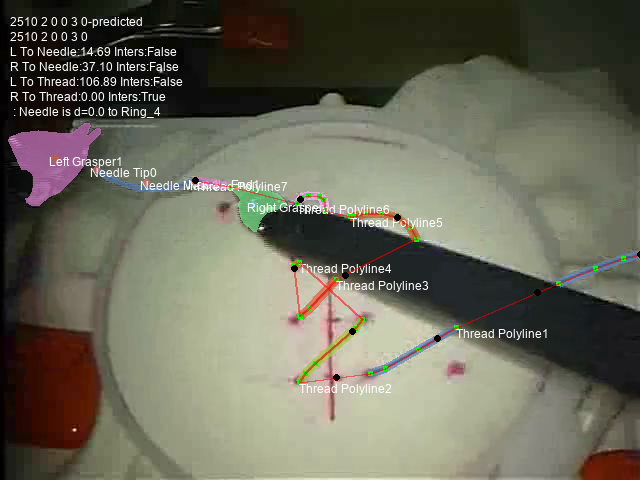 2510 2 0 0 3 0-predicted
2510 2 0 0 3 0
L To Needle:14.69 Inters:False
R To Needle:37.10 Inters:False
L To Thread:106.89 Inters:False
R To Thread:0.00 Inters:True
: Needle is d=0.0 to Ring_4
Left Grasper1
Needle Tip0
Needle
Thread Polyline7
Right Grasper
Thread Polyline6
Thread Polyline5
Thread Polyline4
Thread Polyline3
Thread Polyline1
Thread Polyline2